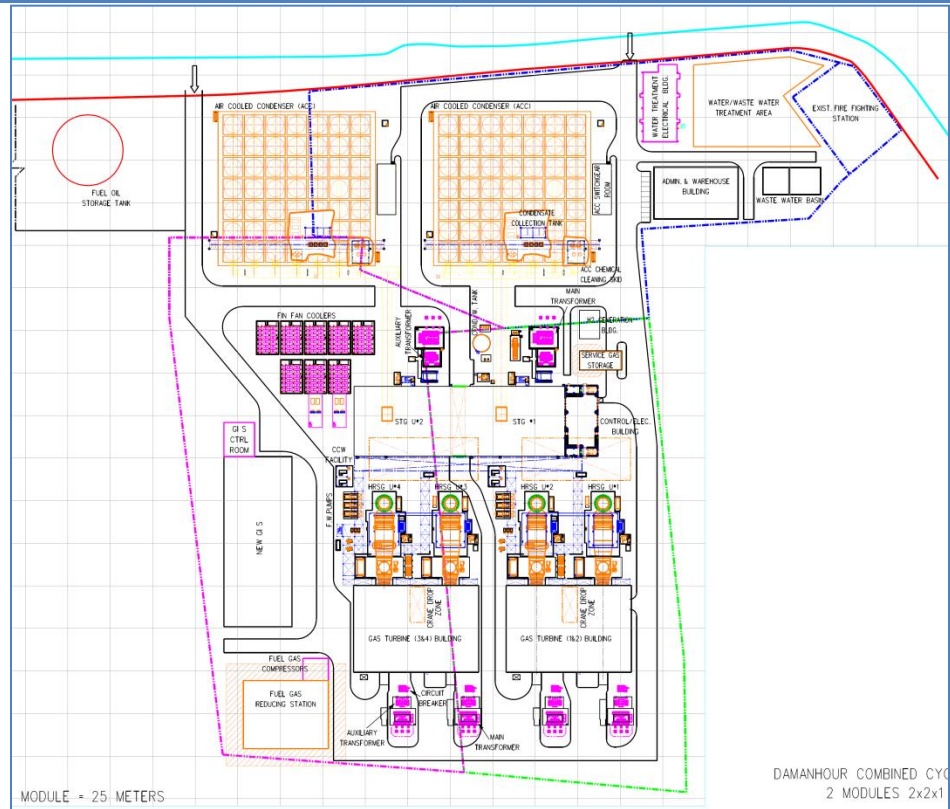 AIR COOLED CONDENSER (ACC)
AIR COOLED CONDENSER (ACC)
WATER TREATMENT
ELECTRICAL BLDG.
WATER/WASTE WATER
TREATMENT AREA
EXIST.FIRE FIGHTING
STATION
FUEL OIL
STORAGE TANK
ACC SWITCHGEAR
ROOM
ADMIN. & WAREHOUSE
BUILDING
WASTE WATER BASIN
CONDENSATE
COLLECTION TANK
ACC CHEMICAL
CLEANING SKID
MAIN
TRANSFORMER
FIN FAN COOLERS
AUXILIARY
TRANSFORMER
TANK
H2 GENERATION
BLDG.
SERVICE GAS
STORAGE
STG U#2
STG #1
CONTROL/ELEC.
BUILDING
GIS
CTRL
ROOM
CCW
FACILITY
HRSG U#4
HRSG U#3
HRSG U#2
HRSG U#1
F.W.PUMPS
NEW GIS
CRANE DROP
ZONE
CRANE DROP
ZONE
GAS TURBINE (3&4) BUILDING
GAS TURBINE (1&2) BUILDING
FUEL GAS
COMPRESSORS
FUEL GAS
REDUCING STATION
CIRCUIT
BREAKER
AUXILIARY
TRANSFORMER
MAIN
TRANSFORMER
MODULE = 25 METERS
DAMANHOUR COMBINED CYC
2 MODULES 2x2x1